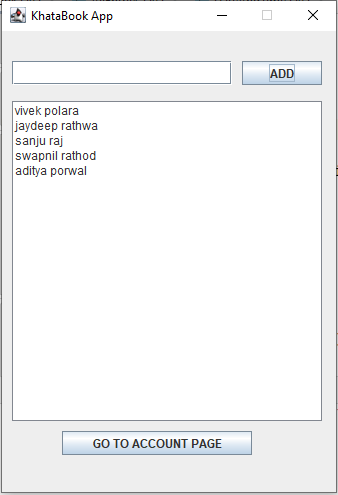 KhataBook App
ADD
vivek polara
jaydeep rathwa
sanju raj
swapnil rathod
aditya porwal
GO TO ACCOUNT PAGE